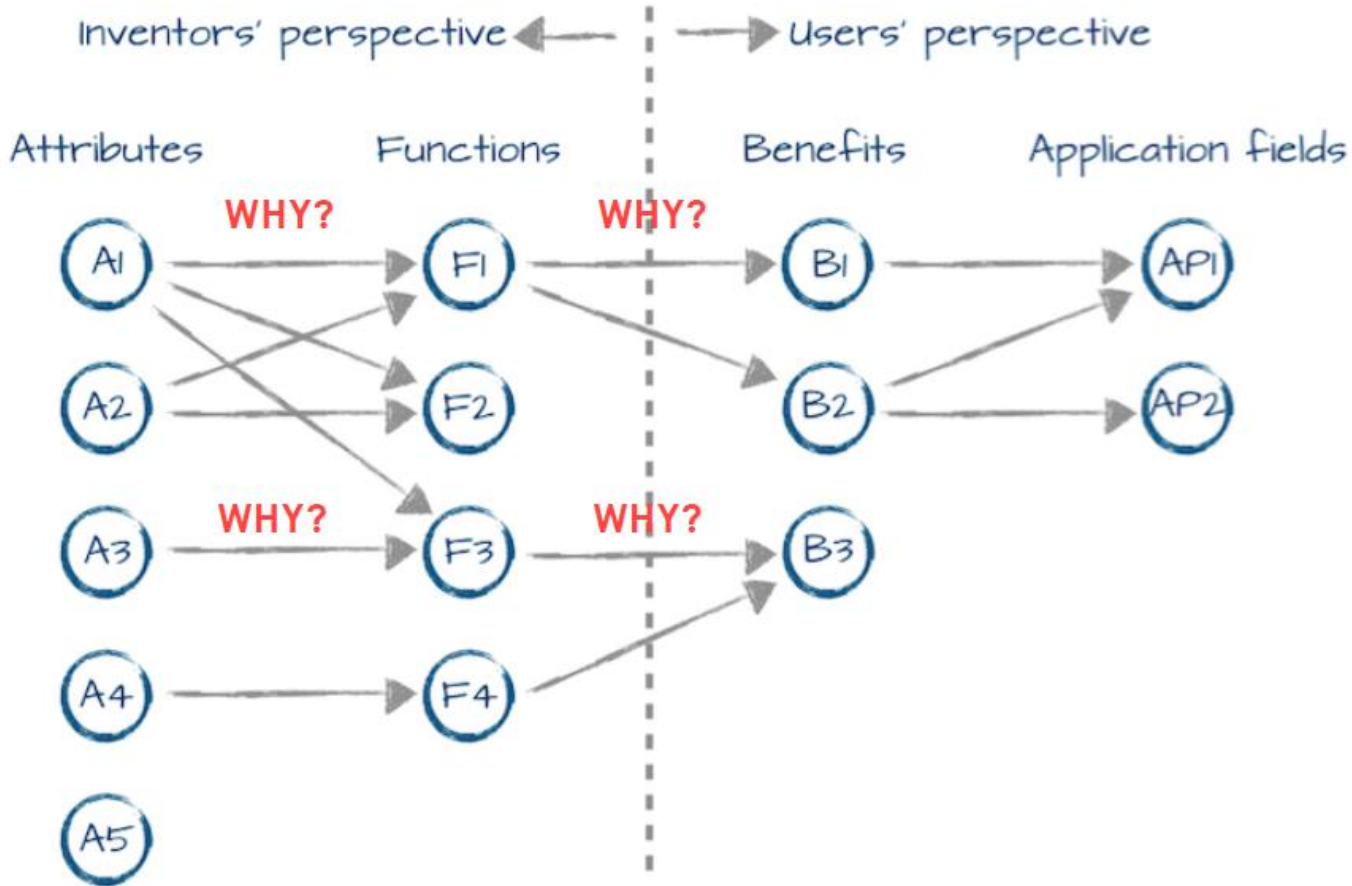 Inventors' perspective
Users' perspective
Attributes
Functions
Benefits
Application fields
WHY?
WHY?
A1
F1
B1
AP1
A2
F2
B2
AP2
WHY?
WHY?
A3
F3
B3
A4
F4
A5